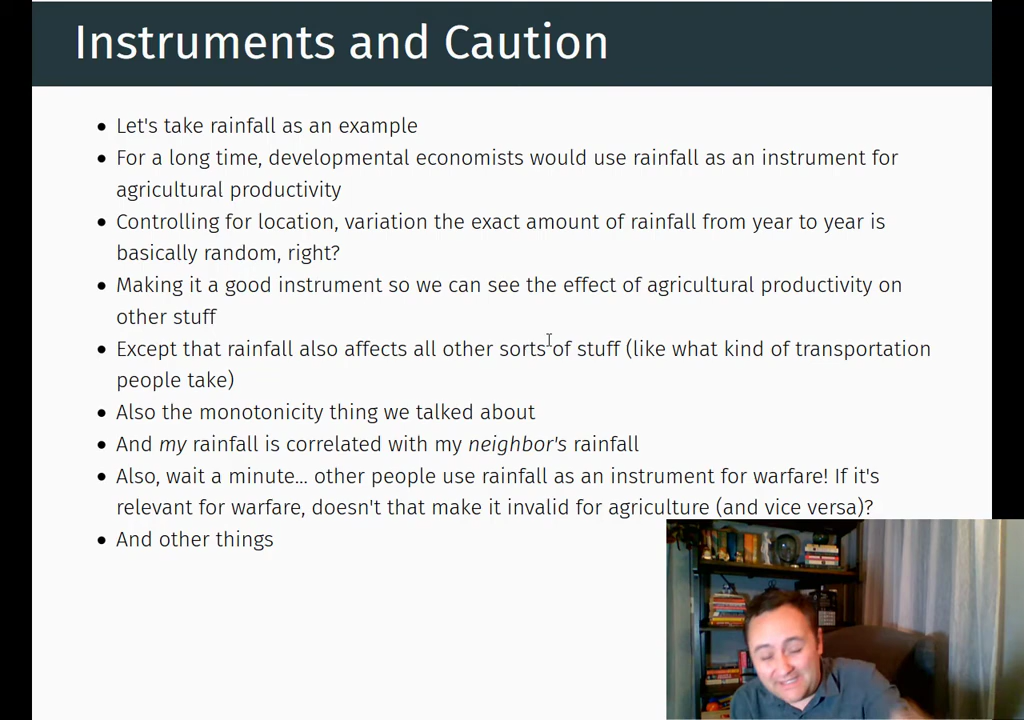 Instruments and Caution
Let's take rainfall as an example
For a long time, developmental economists would use rainfall as an instrument for
agricultural productivity
Controlling for location, variation the exact amount of rainfall from year to year is
basically random, right?
Making it a good instrument so we can see the effect of agricultural productivity on
other stuff
Except that rainfall also affects all other sorts of stuff (like what kind of transportation
people take)
Also the monotonicity thing we talked about
And my rainfall is correlated with my neighbor's rainfall
Also, wait a minute... other people use rainfall as an instrument for warfare! If it's
relevant for warfare, doesn't that make it invalid for agriculture (and vice versa)?
And other things